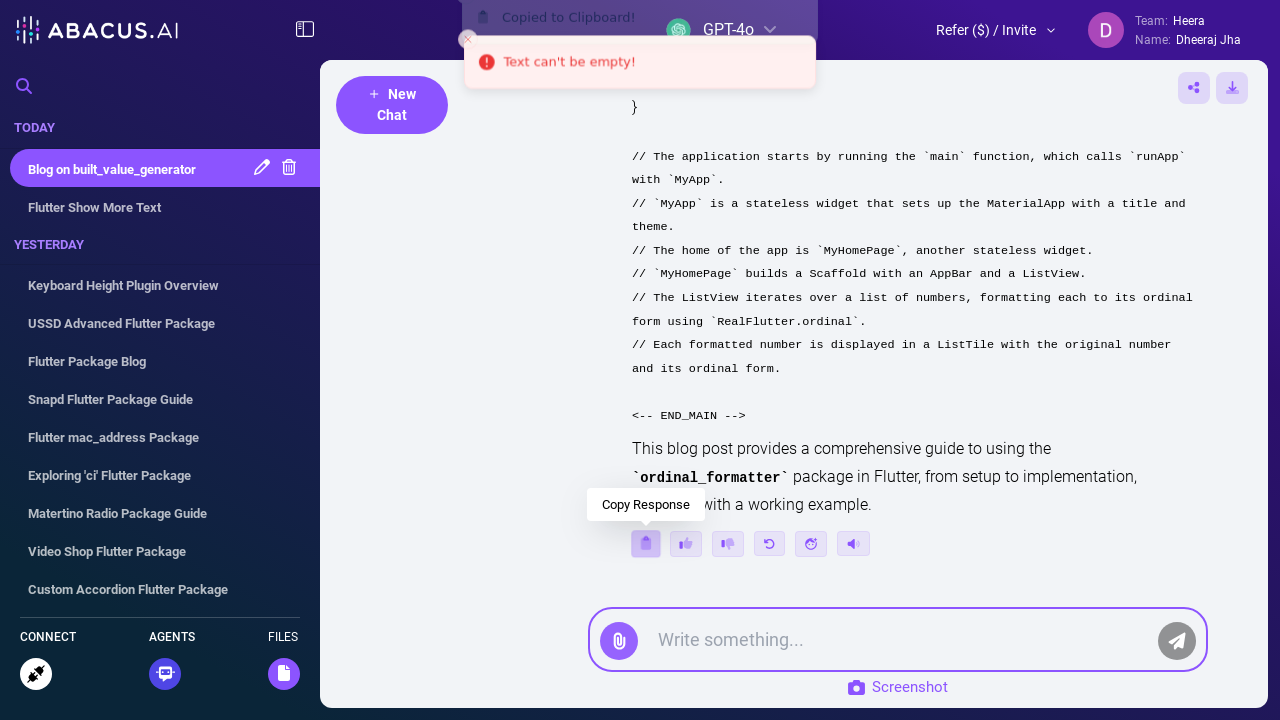 ABACUS.AI
Copied to Clipboard!
GPT-4o
Text can't be empty!
Refer ($) / Invite
D
Team: Heera
Name: Dheeraj Jha
+ New Chat
TODAY
Blog on built_value_generator
Flutter Show More Text
YESTERDAY
Keyboard Height Plugin Overview
USSD Advanced Flutter Package
Flutter Package Blog
Snapd Flutter Package Guide
Flutter mac_address Package
Exploring 'ci' Flutter Package
Matertino Radio Package Guide
Video Shop Flutter Package
Custom Accordion Flutter Package
CONNECT
AGENTS
FILES
}
// The application starts by running the `main` function, which calls `runApp`
with `MyApp`.
// `MyApp` is a stateless widget that sets up the MaterialApp with a title and
theme.
// The home of the app is `MyHomePage`, another stateless widget.
// `MyHomePage` builds a Scaffold with an AppBar and a ListView.
// The ListView iterates over a list of numbers, formatting each to its ordinal
form using `RealFlutter.ordinal`.
// Each formatted number is displayed in a ListTile with the original number
and its ordinal form.
<-- END_MAIN -->
This blog post provides a comprehensive guide to using the
`ordinal_formatter` package in Flutter, from setup to implementation,
with a working example.
Copy Response
Write something...
Screenshot